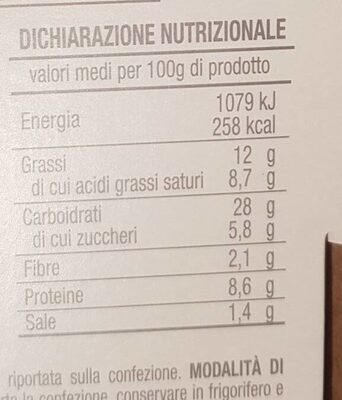 DICHIARAZIONE NUTRIZIONALE
valori medi per 100g di prodotto
Energia 1079 kJ
258 kcal
Grassi 12 g
di cui acidi grassi saturi 8,7 g
Carboidrati 28 g
di cui zuccheri 5,8 g
Fibre 2,1 g
Proteine 8,6 g
Sale 1,4 g
riportata sulla confezione. MODALITÀ DI
la confezione, conservare in frigorifero e